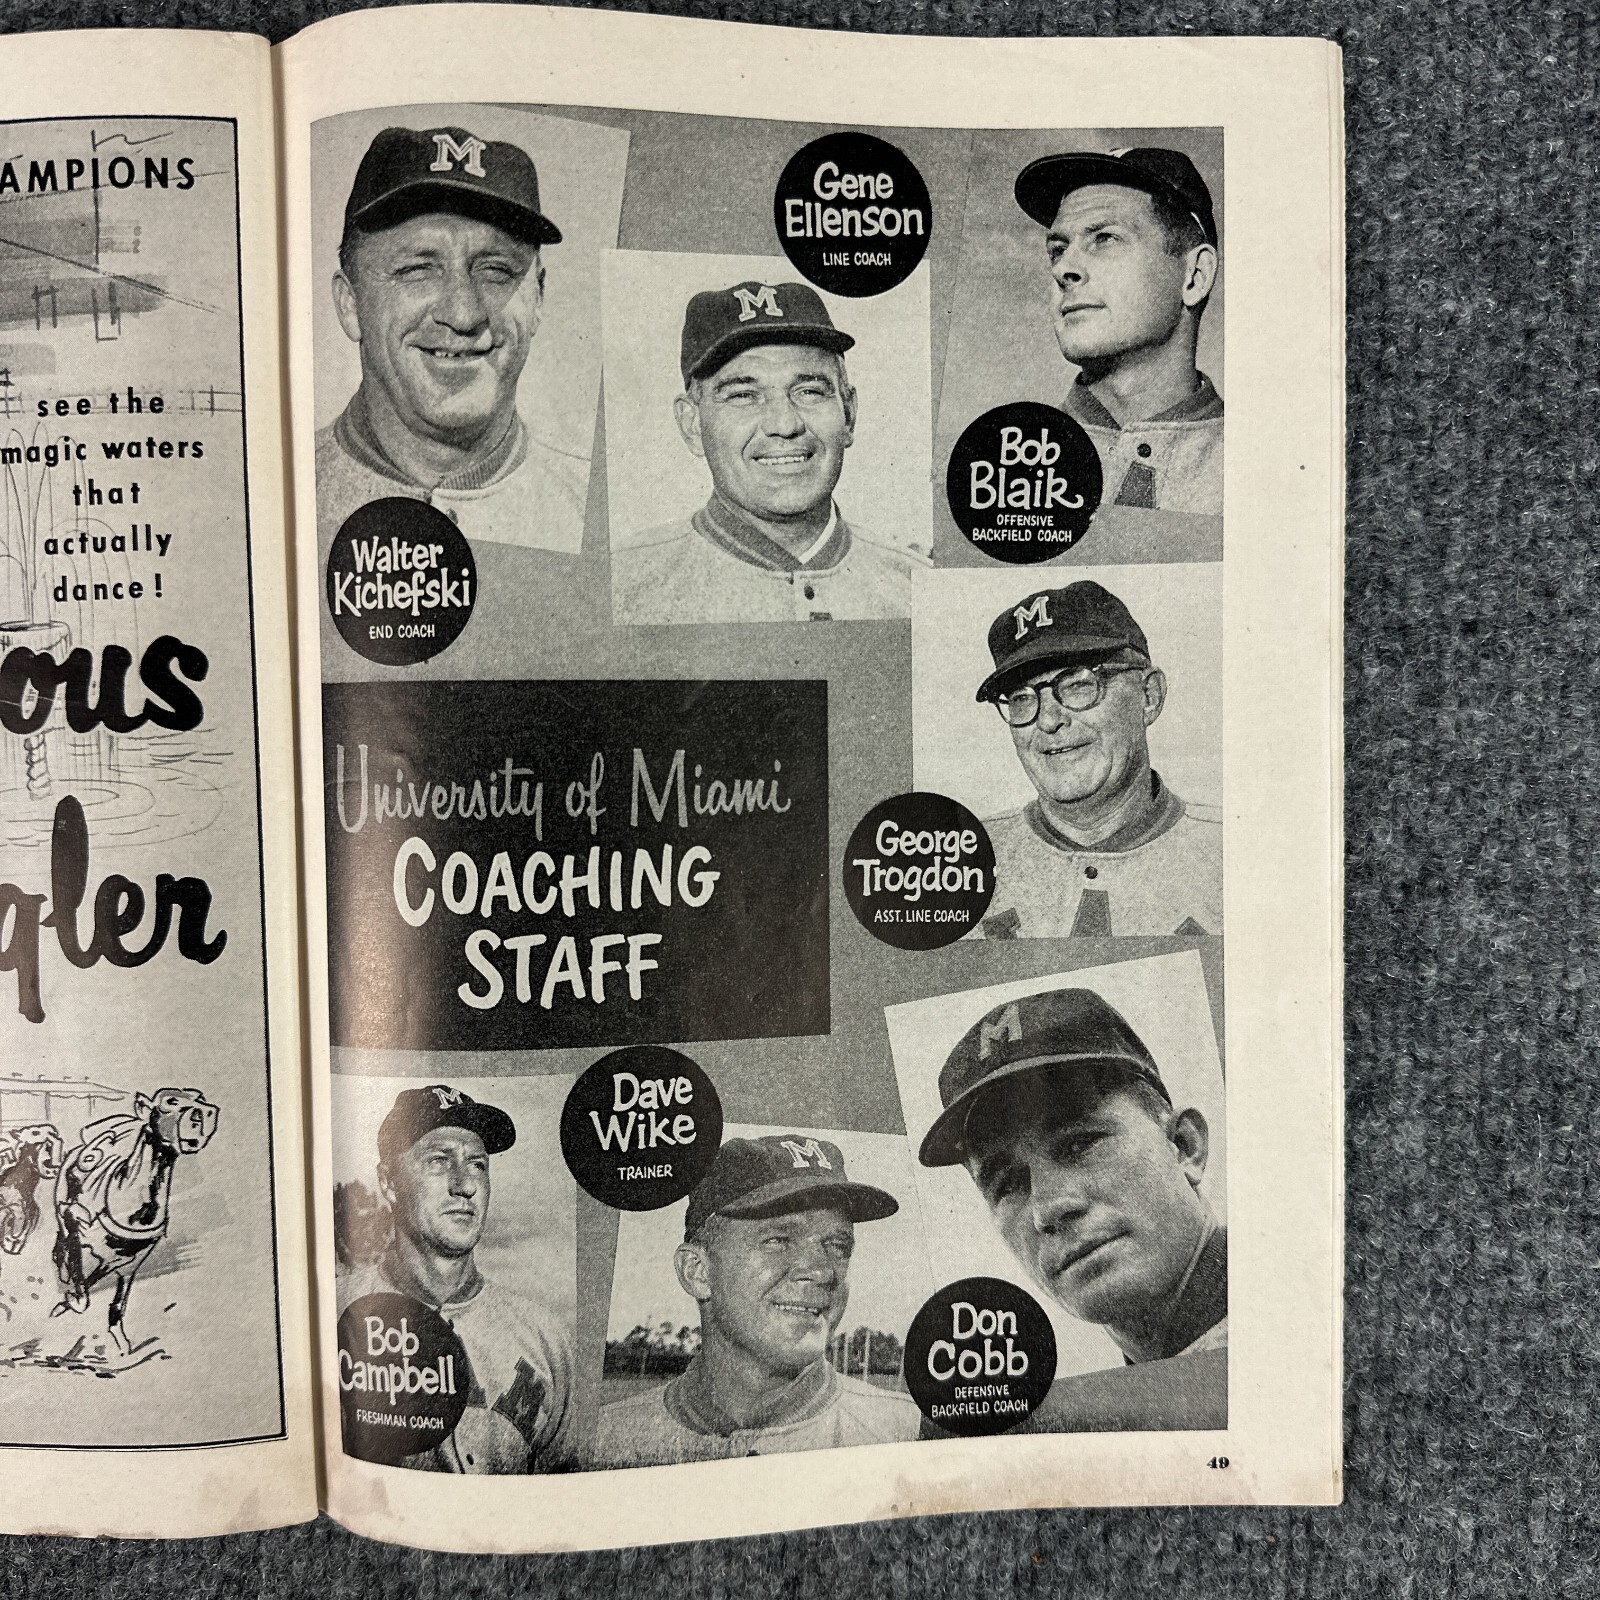 AMPIONS
see the
magic waters
that
actually
dance!
ous
gler
M
Walter
Kichefski
END COACH
M
Gene
Ellenson
LINE COACH
Bob
Blaik
OFFENSIVE
BACKFIELD COACH
M
George
Trogdon
ASST. LINE COACH
University of Miami
COACHING
STAFF
M
Bob
Campbell
FRESHMAN COACH
Dave
Wike
TRAINER
M
M
Don
Cobb
DEFENSIVE
BACKFIELD COACH
49